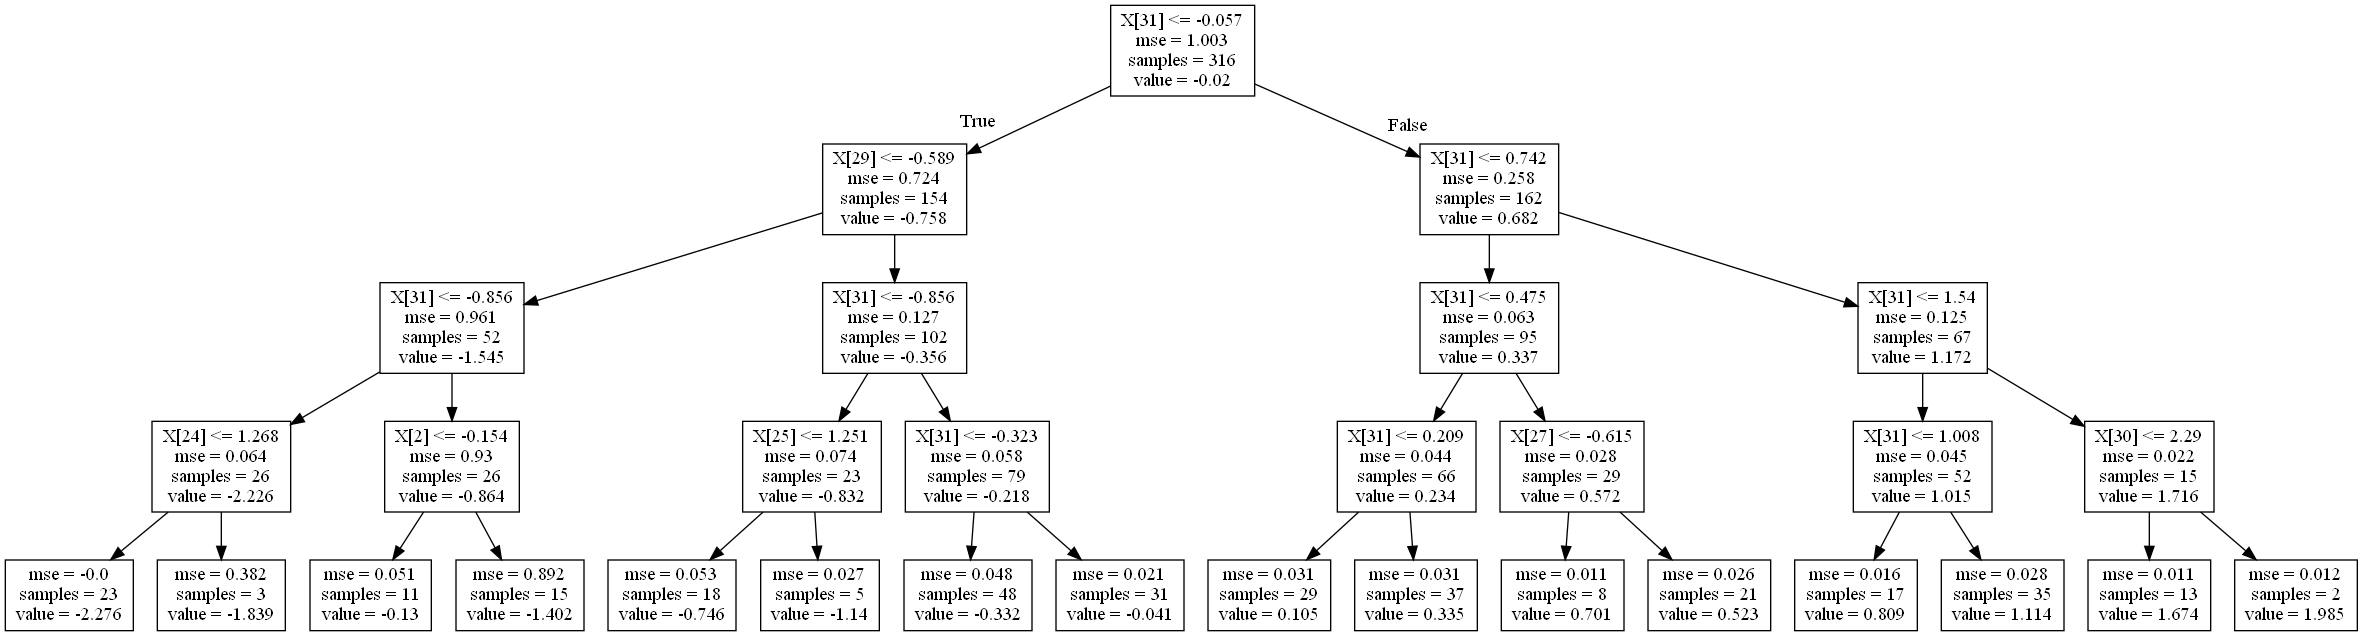 X[31] <= -0.057
mse = 1.003
samples = 316
value = -0.02
True
False
X[29] <= -0.589
mse = 0.724
samples = 154
value = -0.758
X[31] <= 0.742
mse = 0.258
samples = 162
value = 0.682
X[31] <= -0.856
mse = 0.961
samples = 52
value = -1.545
X[31] <= -0.856
mse = 0.127
samples = 102
value = -0.356
X[31] <= 0.475
mse = 0.063
samples = 95
value = 0.337
X[31] <= 1.54
mse = 0.125
samples = 67
value = 1.172
X[24] <= 1.268
mse = 0.064
samples = 26
value = -2.226
X[2] <= -0.154
mse = 0.93
samples = 26
value = -0.864
X[25] <= 1.251
mse = 0.074
samples = 23
value = -0.832
X[31] <= -0.323
mse = 0.058
samples = 79
value = -0.218
X[31] <= 0.209
mse = 0.044
samples = 66
value = 0.234
X[27] <= -0.615
mse = 0.028
samples = 29
value = 0.572
X[31] <= 1.008
mse = 0.045
samples = 52
value = 1.015
X[30] <= 2.29
mse = 0.022
samples = 15
value = 1.716
mse = -0.0
samples = 23
value = -2.276
mse = 0.382
samples = 3
value = -1.839
mse = 0.051
samples = 11
value = -0.13
mse = 0.892
samples = 15
value = -1.402
mse = 0.053
samples = 18
value = -0.746
mse = 0.027
samples = 5
value = -1.14
mse = 0.048
samples = 48
value = -0.332
mse = 0.021
samples = 31
value = -0.041
mse = 0.031
samples = 29
value = 0.105
mse = 0.031
samples = 37
value = 0.335
mse = 0.011
samples = 8
value = 0.701
mse = 0.026
samples = 21
value = 0.523
mse = 0.016
samples = 17
value = 0.809
mse = 0.028
samples = 35
value = 1.114
mse = 0.011
samples = 13
value = 1.674
mse = 0.012
samples = 2
value = 1.985